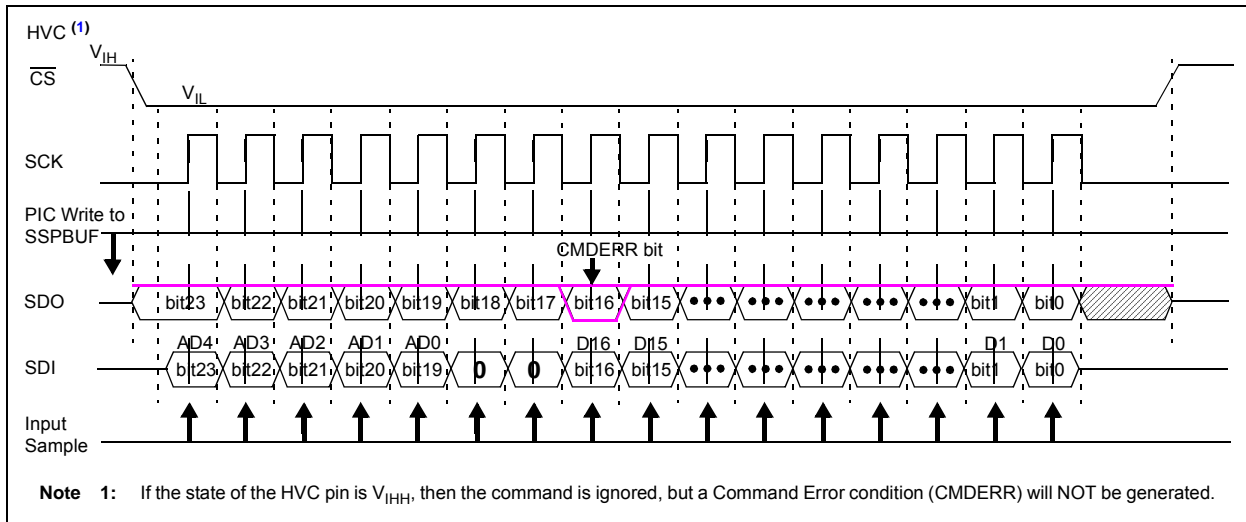 HVC (1)
VIH
CS
VIL
SCK
PIC Write to
SSPBUF
CMDERR bit
SDO bit23 bit22 bit21 bit20 bit19 bit18 bit17 bit16 bit15 ••• ••• ••• ••• ••• bit1 bit0
AD4 AD3 AD2 AD1 AD0 D16 D15 D1 D0
SDI bit23 bit22 bit21 bit20 bit19 0 0 bit16 bit15 ••• ••• ••• ••• ••• bit1 bit0
Input
Sample
Note 1: If the state of the HVC pin is VIHH, then the command is ignored, but a Command Error condition (CMDERR) will NOT be generated.